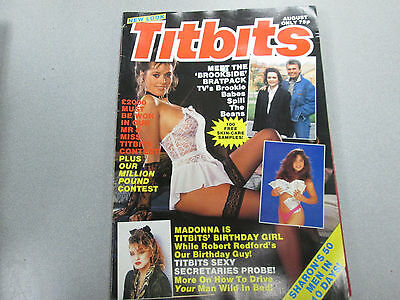 NEW LOOK
AUGUST
ONLY 79p
Titbits
MEET THE
'BROOKSIDE'
BRATPACK
TV's Brookie
Babes
Spill
The
Beans
100
FREE
SKIN-CARE
SAMPLES!
£2000
MUST
BE WON
IN OUR
MR &
MISS
TITBITS
CONTEST
PLUS
OUR
MILLION
POUND
CONTEST
MADONNA IS
TITBITS' BIRTHDAY GIRL
While Robert Redford's
Our Birthday Guy!
TITBITS SEXY
SECRETARIES PROBE!
More On How To Drive
Your Man Wild In Bed!
SHARON'S 50
MEN IN
DAYS!